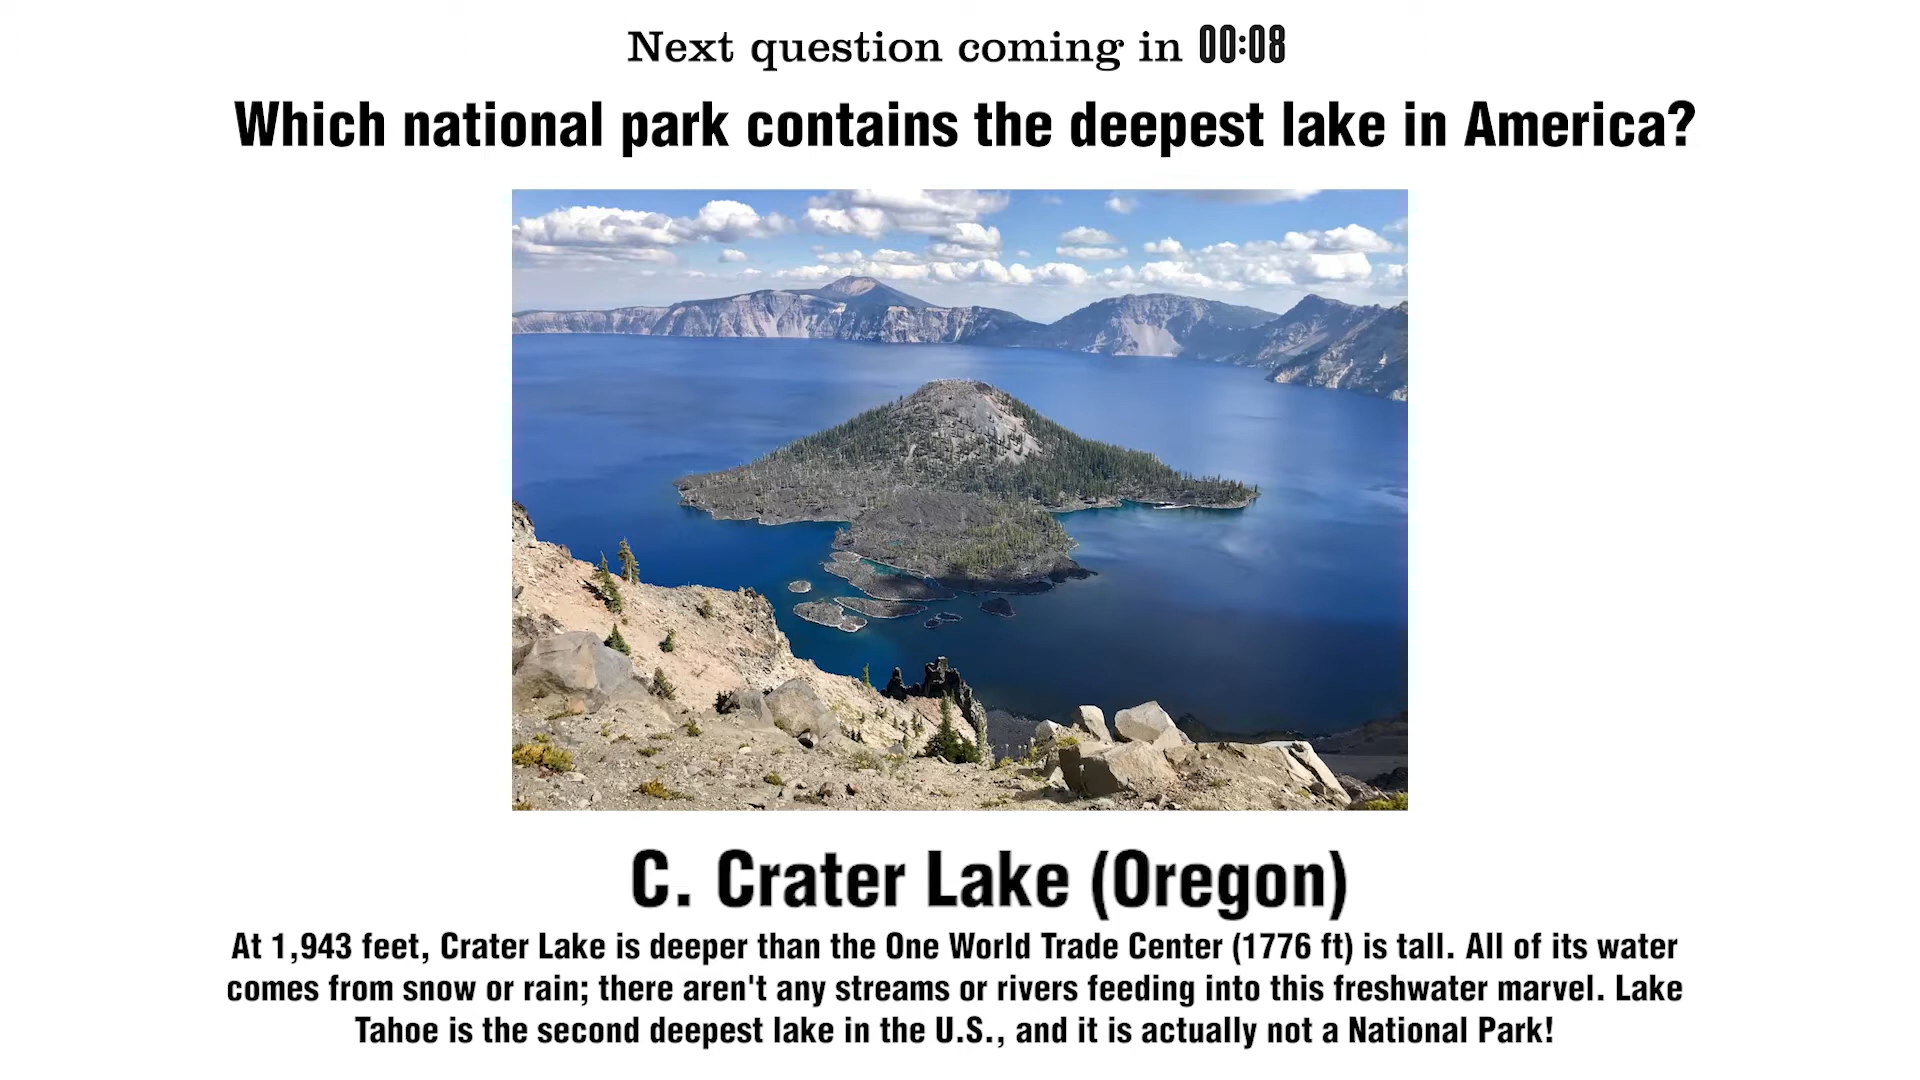 Next question coming in 00:08
Which national park contains the deepest lake in America?
C. Crater Lake (Oregon)
At 1,943 feet, Crater Lake is deeper than the One World Trade Center (1776 ft) is tall. All of its water
comes from snow or rain; there aren't any streams or rivers feeding into this freshwater marvel. Lake
Tahoe is the second deepest lake in the U.S., and it is actually not a National Park!